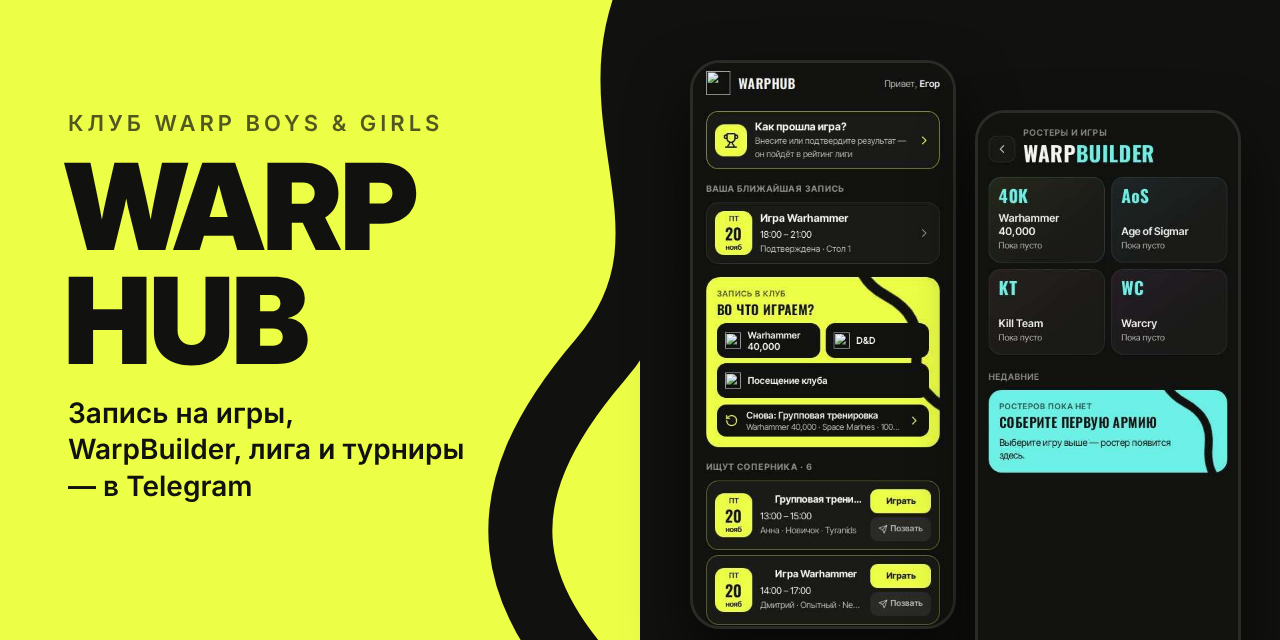 КЛУБ WARP BOYS & GIRLS
WARP
HUB
Запись на игры,
WarpBuilder, лига и турниры
— в Telegram
WARPHUB
Привет, Егор
Как прошла игра?
Внесите или подтвердите результат —
он пойдёт в рейтинг лиги
ВАША БЛИЖАЙШАЯ ЗАПИСЬ
ПТ
20
нояб
Игра Warhammer
18:00 – 21:00
Подтверждена · Стол 1
ЗАПИСЬ В КЛУБ
ВО ЧТО ИГРАЕМ?
Warhammer
40,000
D&D
Посещение клуба
Снова: Групповая тренировка
Warhammer 40,000 · Space Marines · 100...
ИЩУТ СОПЕРНИКА · 6
ПТ
20
нояб
Групповая трени...
13:00 – 15:00
Анна · Новичок · Tyranids
Играть
Позвать
ПТ
20
нояб
Игра Warhammer
14:00 – 17:00
Дмитрий · Опытный · Ne...
Играть
Позвать
РОСТЕРЫ И ИГРЫ
WARPBUILDER
40K
Warhammer
40,000
Пока пусто
AoS
Age of Sigmar
Пока пусто
KT
Kill Team
Пока пусто
WC
Warcry
Пока пусто
НЕДАВНИЕ
РОСТЕРОВ ПОКА НЕТ
СОБЕРИТЕ ПЕРВУЮ АРМИЮ
Выберите игру выше — ростер появится
здесь.